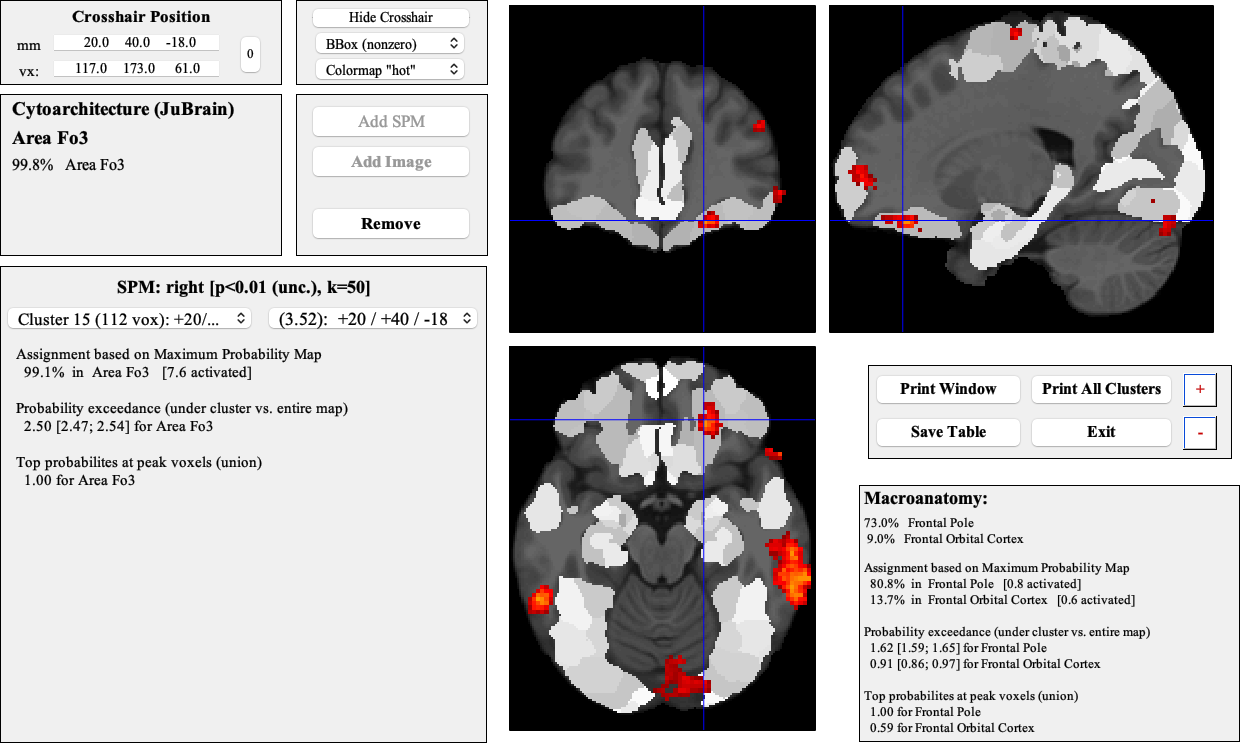 Crosshair Position
mm 20.0 40.0 -18.0
vx: 117.0 173.0 61.0
0
Hide Crosshair
BBox (nonzero)
Colormap "hot"
Cytoarchitecture (JuBrain)
Area Fo3
99.8% Area Fo3
Add SPM
Add Image
Remove
SPM: right [p<0.01 (unc.), k=50]
Cluster 15 (112 vox): +20/... (3.52): +20 / +40 / -18
Assignment based on Maximum Probability Map
99.1% in Area Fo3 [7.6 activated]
Probability exceedance (under cluster vs. entire map)
2.50 [2.47; 2.54] for Area Fo3
Top probabilites at peak voxels (union)
1.00 for Area Fo3
Print Window Print All Clusters +
Save Table Exit -
Macroanatomy:
73.0% Frontal Pole
9.0% Frontal Orbital Cortex
Assignment based on Maximum Probability Map
80.8% in Frontal Pole [0.8 activated]
13.7% in Frontal Orbital Cortex [0.6 activated]
Probability exceedance (under cluster vs. entire map)
1.62 [1.59; 1.65] for Frontal Pole
0.91 [0.86; 0.97] for Frontal Orbital Cortex
Top probabilites at peak voxels (union)
1.00 for Frontal Pole
0.59 for Frontal Orbital Cortex